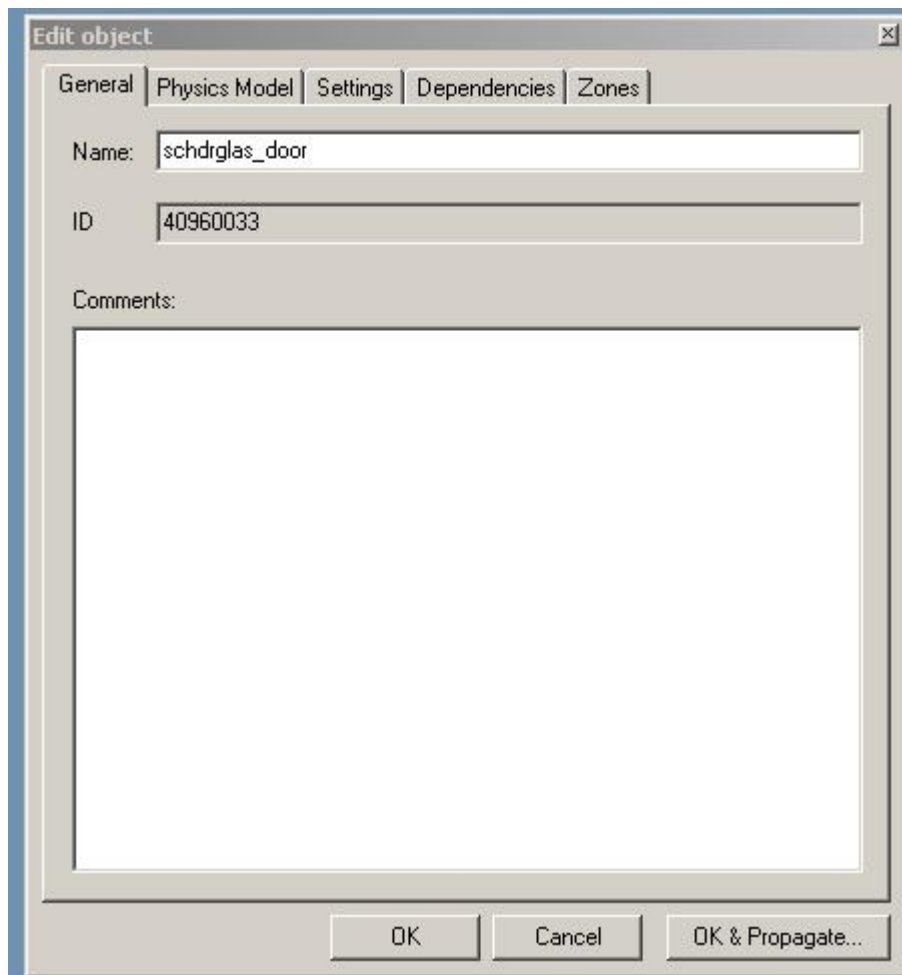 Edit object
General Physics Model Settings Dependencies Zones
Name: schdrglas_door
ID 40960033
Comments:
OK Cancel OK & Propagate...